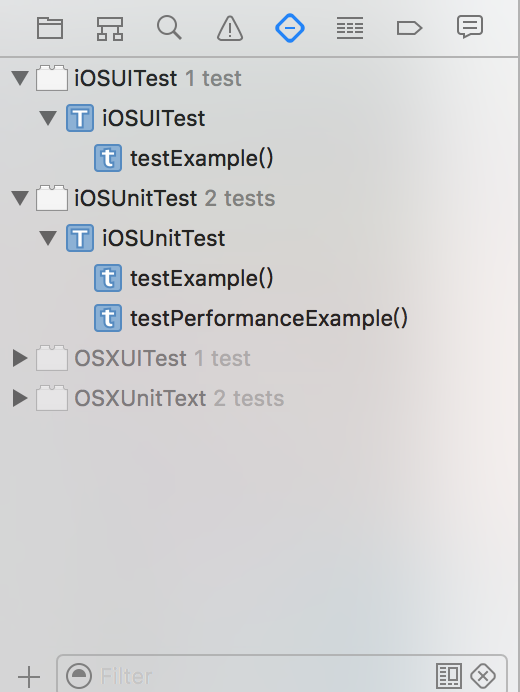 iOSUITest 1 test
T iOSUITest
t testExample()
iOSUnitTest 2 tests
T iOSUnitTest
t testExample()
t testPerformanceExample()
OSXUITest 1 test
OSXUnitText 2 tests
Filter